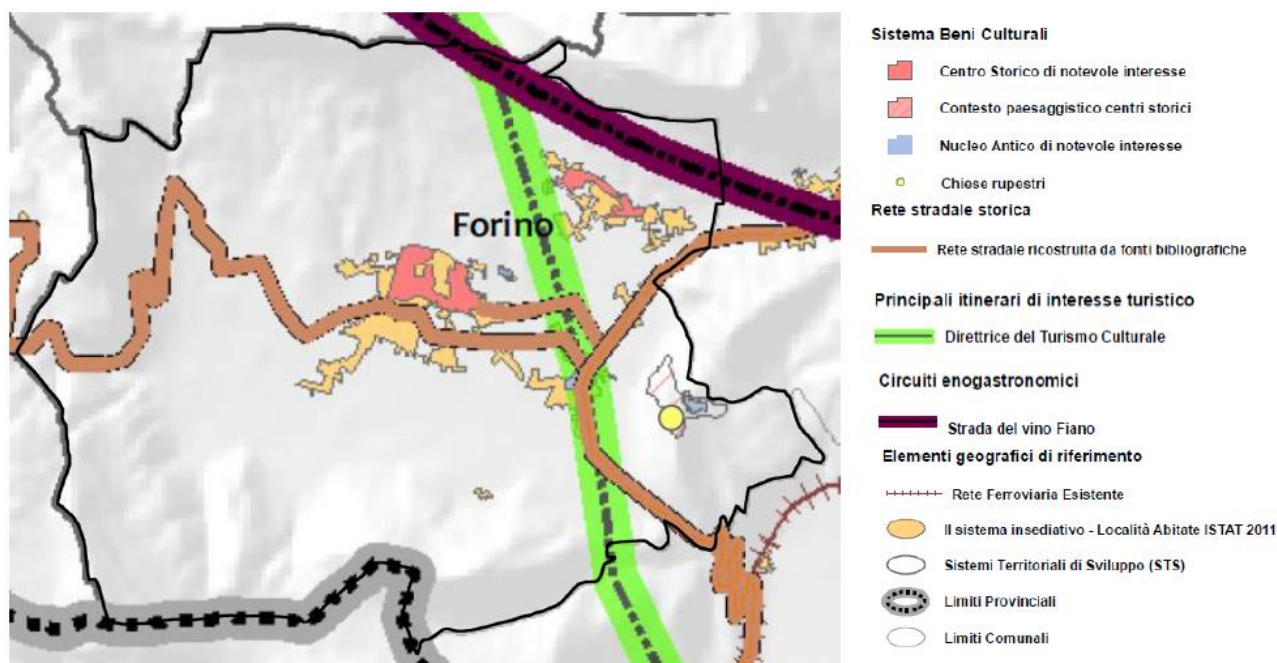 Forino
Sistema Beni Culturali
Centro Storico di notevole interesse
Contesto paesaggistico centri storici
Nucleo Antico di notevole interesse
Chiese rupestri
Rete stradale storica
Rete stradale ricostruita da fonti bibliografiche
Principali itinerari di interesse turistico
Direttrice del Turismo Culturale
Circuiti enogastronomici
Strada del vino Fiano
Elementi geografici di riferimento
Rete Ferroviaria Esistente
Il sistema insediativo - Località Abitate ISTAT 2011
Sistemi Territoriali di Sviluppo (STS)
Limiti Provinciali
Limiti Comunali